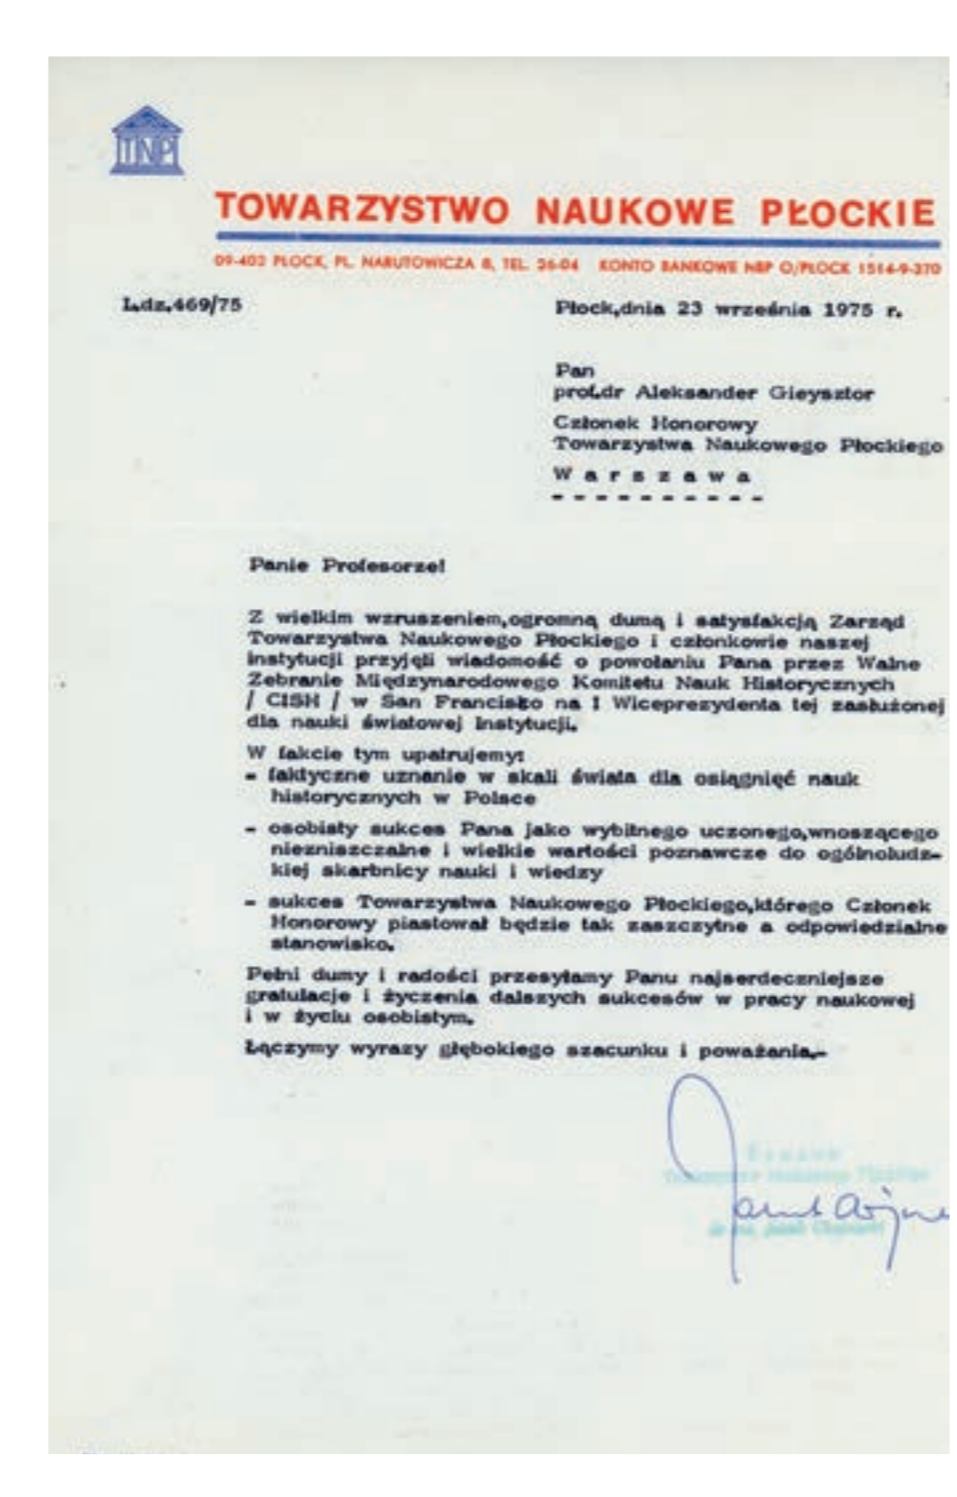 TNP
TOWARZYSTWO NAUKOWE PŁOCKIE
09-402 PŁOCK, PL. NARUTOWICZA 8, TEL. 26-04 KONTO BANKOWE NBP O/PŁOCK 1514-9-370
L.dz.469/75
Płock,dnia 23 września 1975 r.
Pan
prof.dr Aleksander Gieysztor
Członek Honorowy
Towarzystwa Naukowego Płockiego
W a r s z a w a
- - - - - - - - - -
Panie Profesorze!
Z wielkim wzruszeniem,ogromną dumą i satysfakcją Zarząd
Towarzystwa Naukowego Płockiego i członkowie naszej
instytucji przyjęli wiadomość o powołaniu Pana przez Walne
Zebranie Międzynarodowego Komitetu Nauk Historycznych
/ CISH / w San Francisko na I Wiceprezydenta tej zasłużonej
dla nauki światowej Instytucji.
W fakcie tym upatrujemy:
- faktyczne uznanie w skali świata dla osiągnięć nauk
historycznych w Polsce
- osobisty sukces Pana jako wybitnego uczonego,wnoszącego
niezniszczalne i wielkie wartości poznawcze do ogólnoludz-
kiej skarbnicy nauki i wiedzy
- sukces Towarzystwa Naukowego Płockiego,którego Członek
Honorowy piastował będzie tak zaszczytne a odpowiedzialne
stanowisko.
Pełni dumy i radości przesyłamy Panu najserdeczniejsze
gratulacje i życzenia dalszych sukcesów w pracy naukowej
i w życiu osobistym.
Łączymy wyrazy głębokiego szacunku i poważania.-